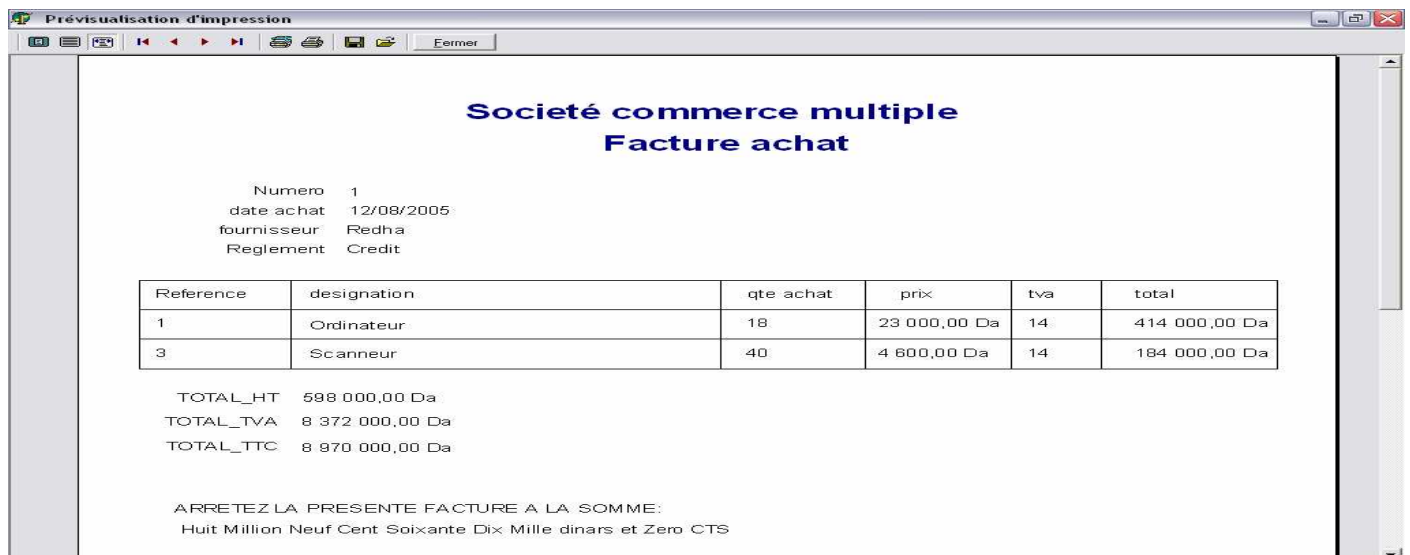 Prévisualisation d'impression
Fermer
Societé commerce multiple
Facture achat
Numero 1
date achat 12/08/2005
fournisseur Redha
Reglement Credit
Reference designation qte achat prix tva total
1 Ordinateur 18 23 000,00 Da 14 414 000,00 Da
3 Scanneur 40 4 600,00 Da 14 184 000,00 Da
TOTAL_HT 598 000,00 Da
TOTAL_TVA 8 372 000,00 Da
TOTAL_TTC 8 970 000,00 Da
ARRETEZ LA PRESENTE FACTURE A LA SOMME:
Huit Million Neuf Cent Soixante Dix Mille dinars et Zero CTS